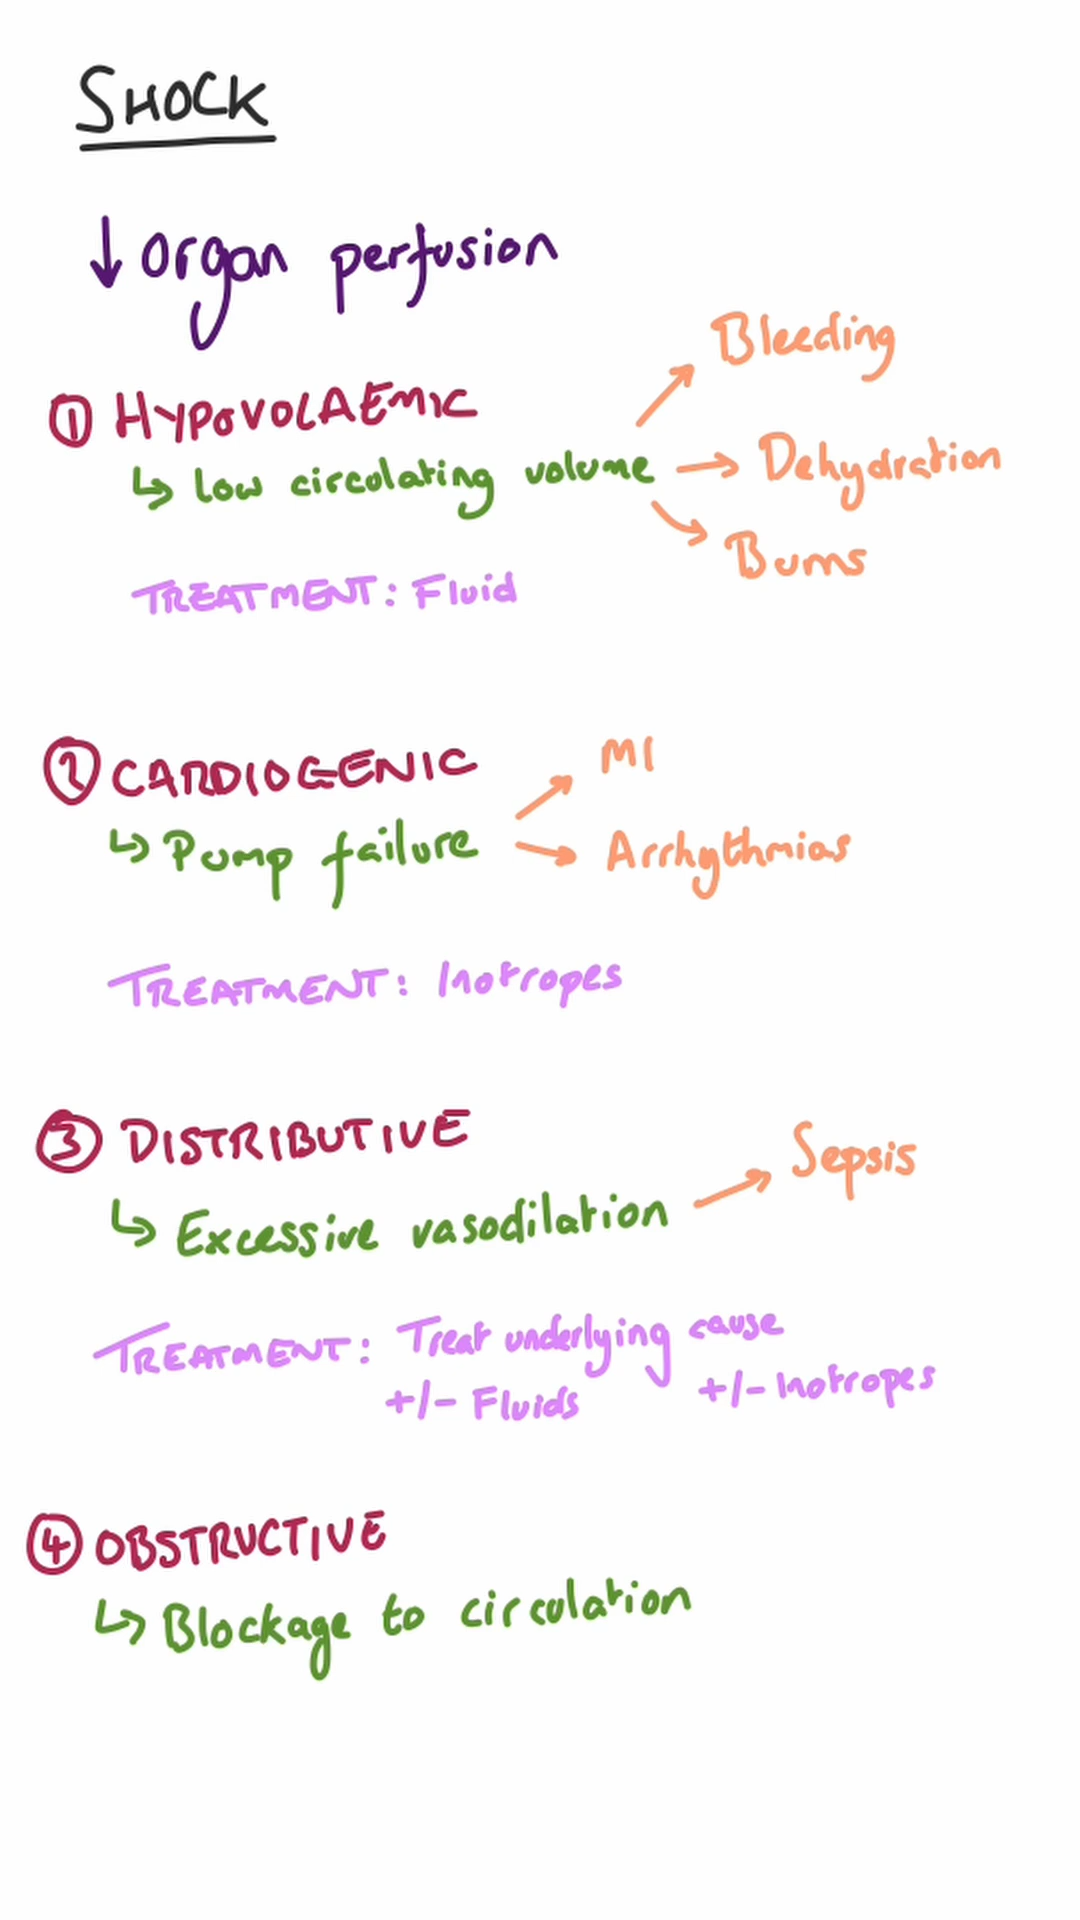 SHOCK
↓ organ perfusion
① HYPOVOLAEMIC
↳ Low circulating volume
→ Bleeding
→ Dehydration
→ Burns
TREATMENT: Fluid
② CARDIOGENIC
↳ Pump failure
→ MI
→ Arrhythmias
TREATMENT: Inotropes
③ DISTRIBUTIVE
↳ Excessive vasodilation → Sepsis
TREATMENT: Treat underlying cause
+/- Fluids +/- Inotropes
④ OBSTRUCTIVE
↳ Blockage to circulation